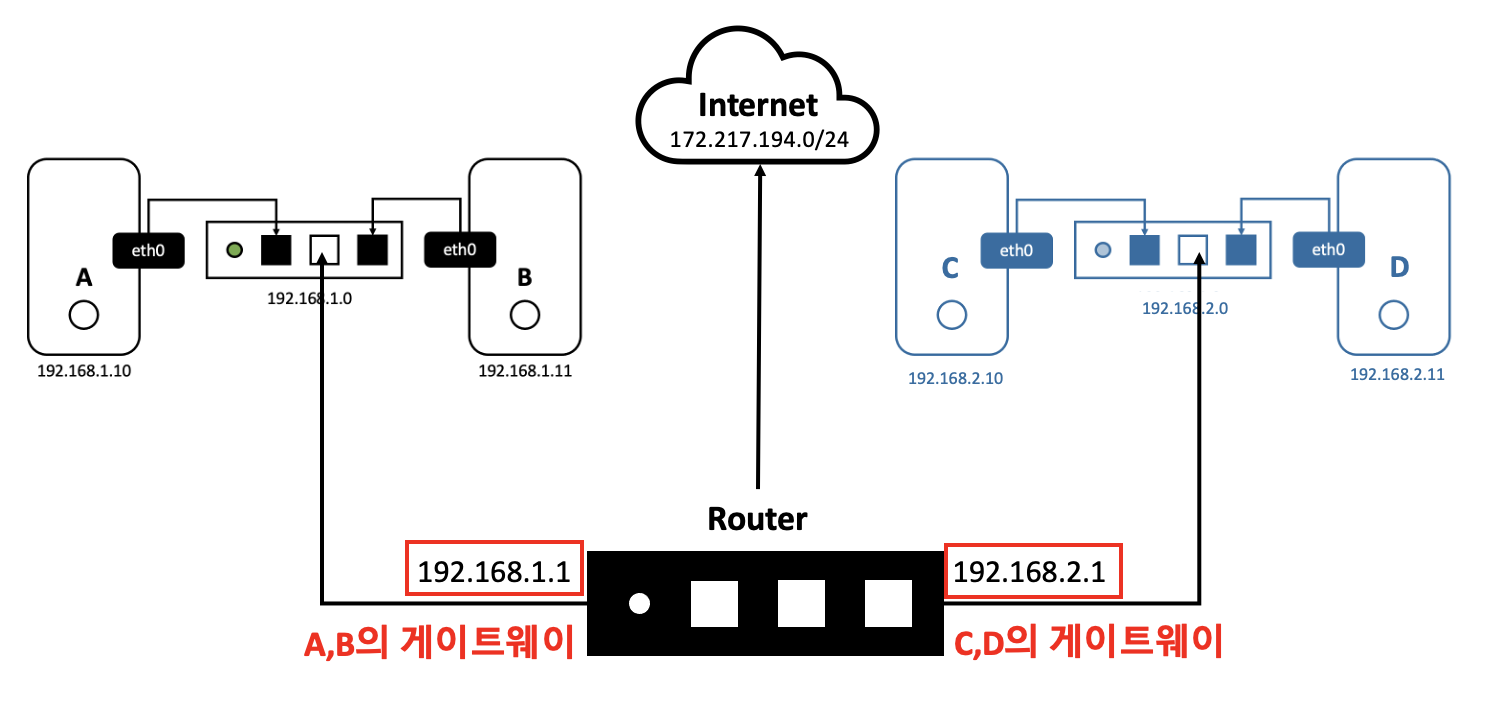 Internet
172.217.194.0/24
eth0
eth0
A
B
192.168.1.0
192.168.1.10
192.168.1.11
eth0
eth0
C
D
192.168.2.0
192.168.2.10
192.168.2.11
Router
192.168.1.1
192.168.2.1
A,B의 게이트웨이
C,D의 게이트웨이